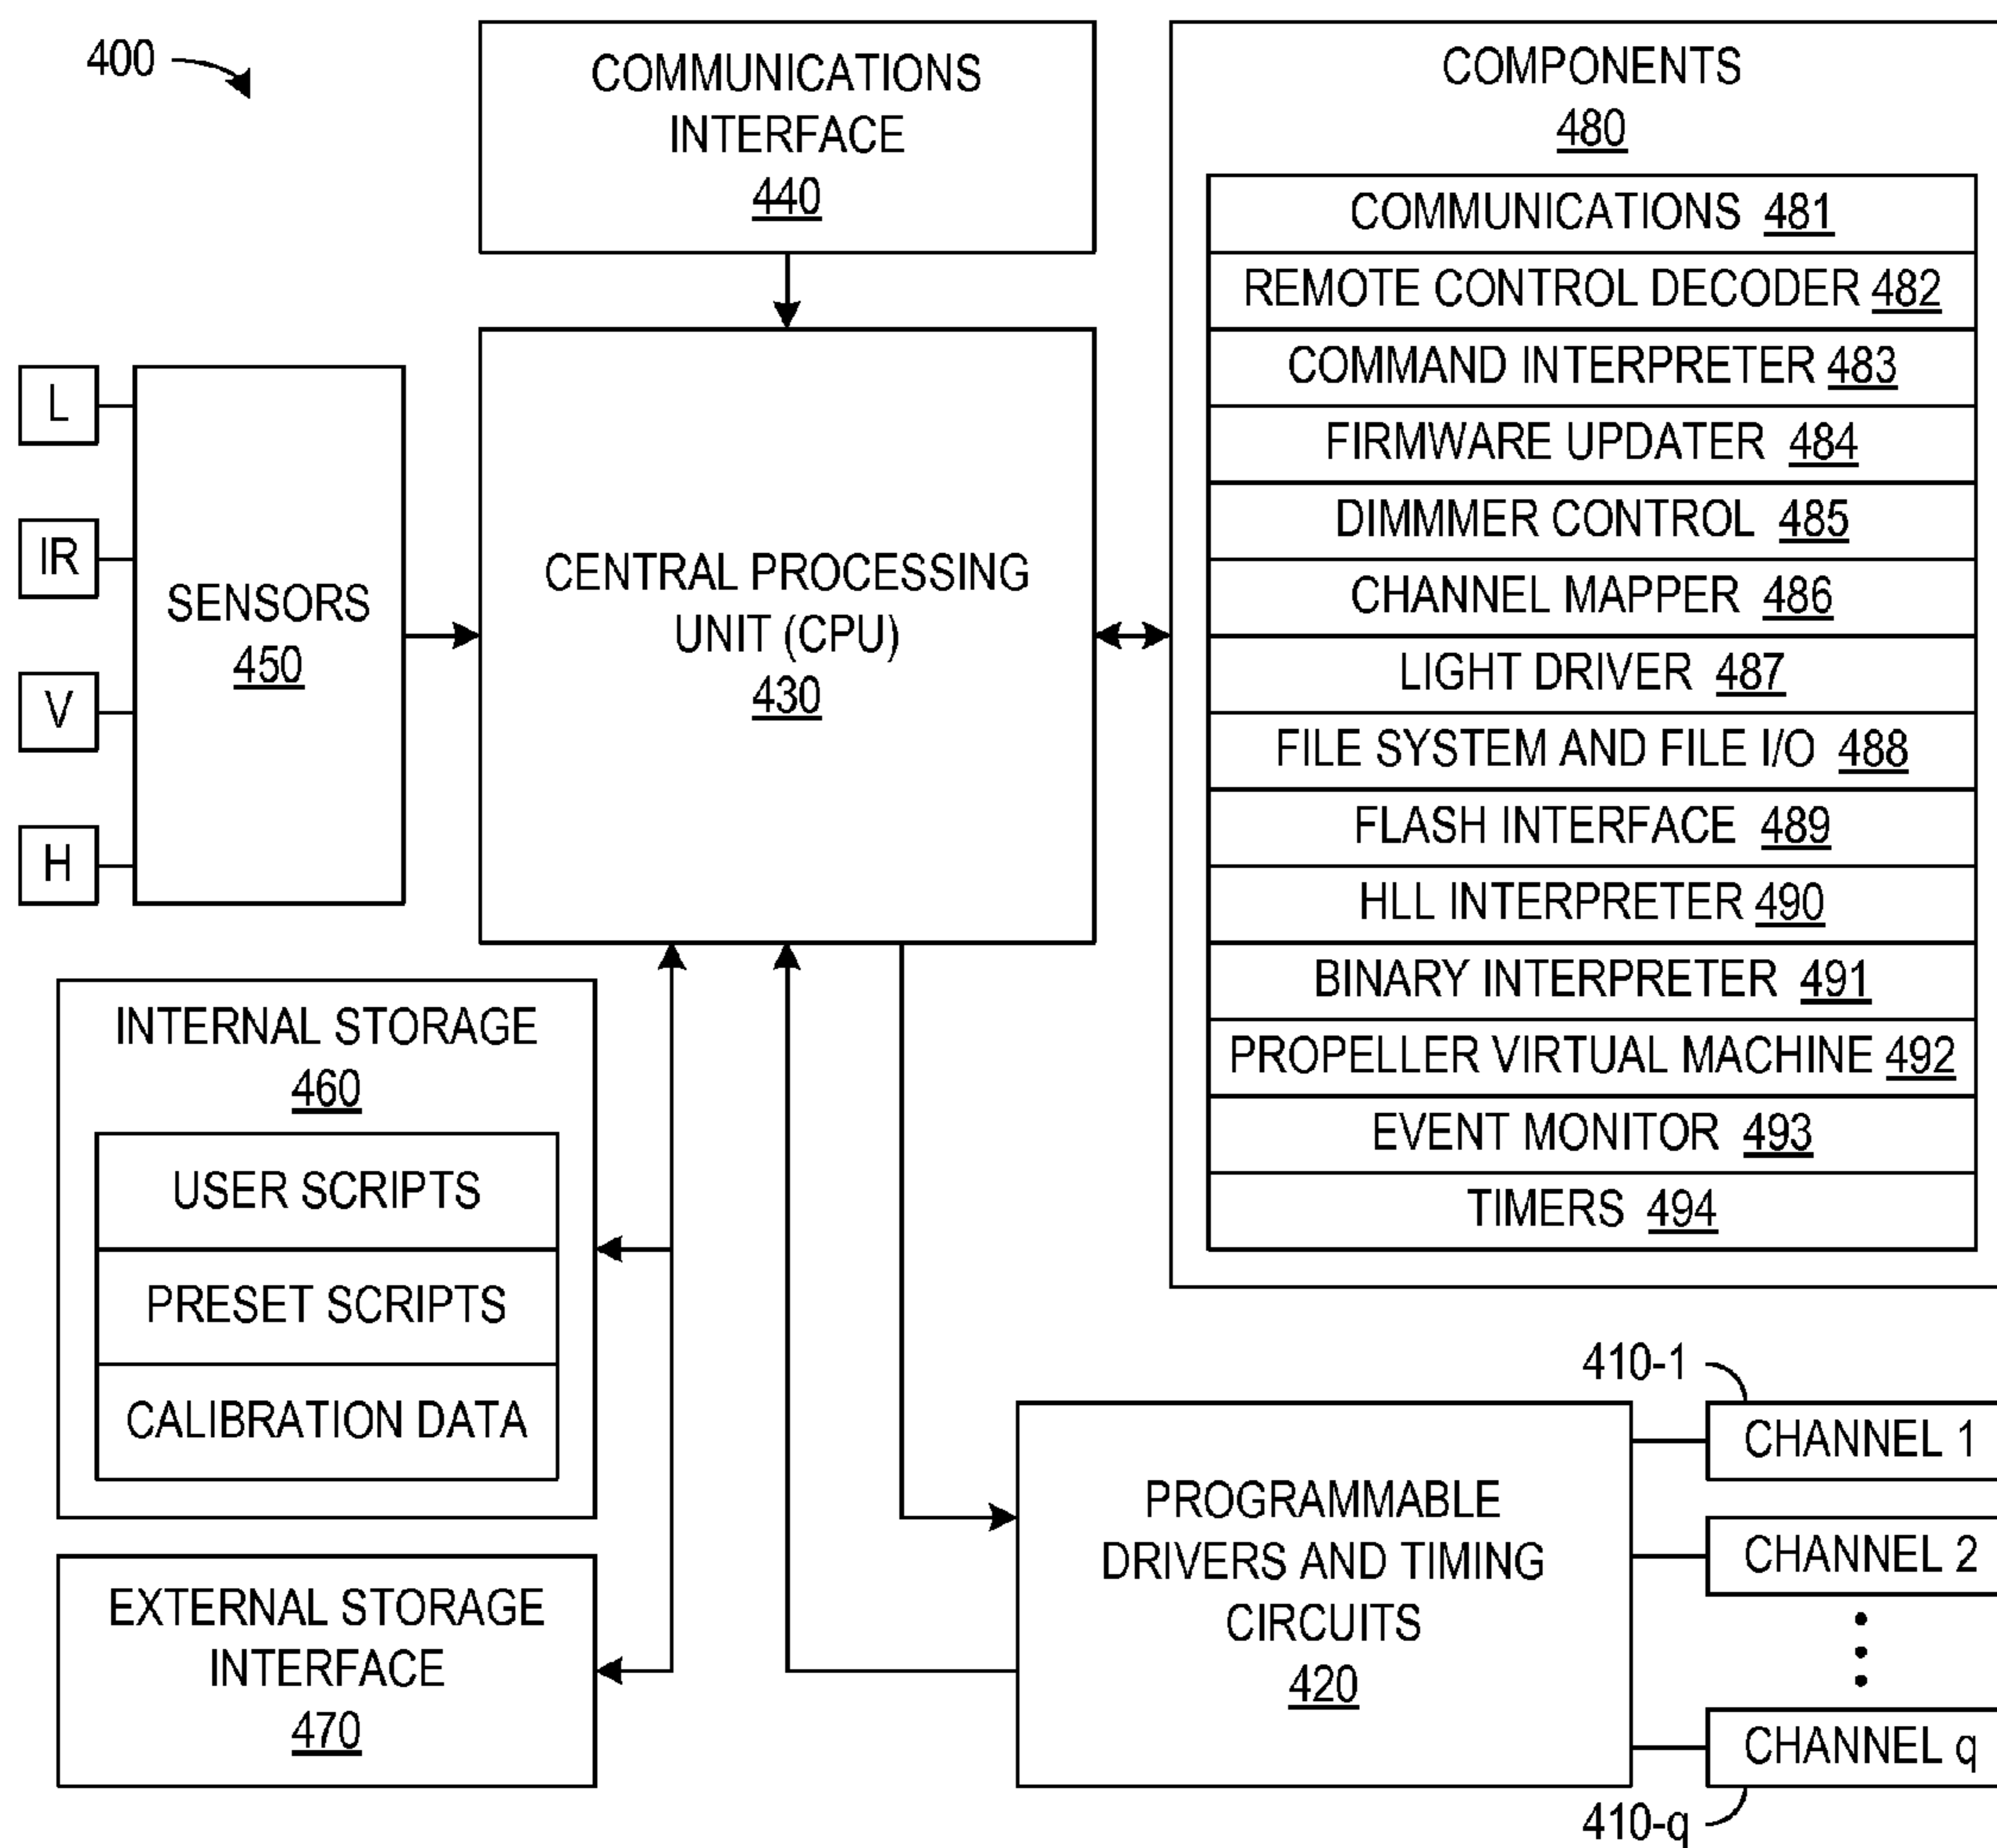 400
COMMUNICATIONS
INTERFACE
440
COMPONENTS
480
COMMUNICATIONS 481
REMOTE CONTROL DECODER 482
COMMAND INTERPRETER 483
FIRMWARE UPDATER 484
DIMMMER CONTROL 485
CHANNEL MAPPER 486
LIGHT DRIVER 487
FILE SYSTEM AND FILE I/O 488
FLASH INTERFACE 489
HLL INTERPRETER 490
BINARY INTERPRETER 491
PROPELLER VIRTUAL MACHINE 492
EVENT MONITOR 493
TIMERS 494
L
IR
V
H
SENSORS
450
CENTRAL PROCESSING
UNIT (CPU)
430
INTERNAL STORAGE
460
USER SCRIPTS
PRESET SCRIPTS
CALIBRATION DATA
EXTERNAL STORAGE
INTERFACE
470
PROGRAMMABLE
DRIVERS AND TIMING
CIRCUITS
420
410-1
CHANNEL 1
CHANNEL 2
CHANNEL q
410-q